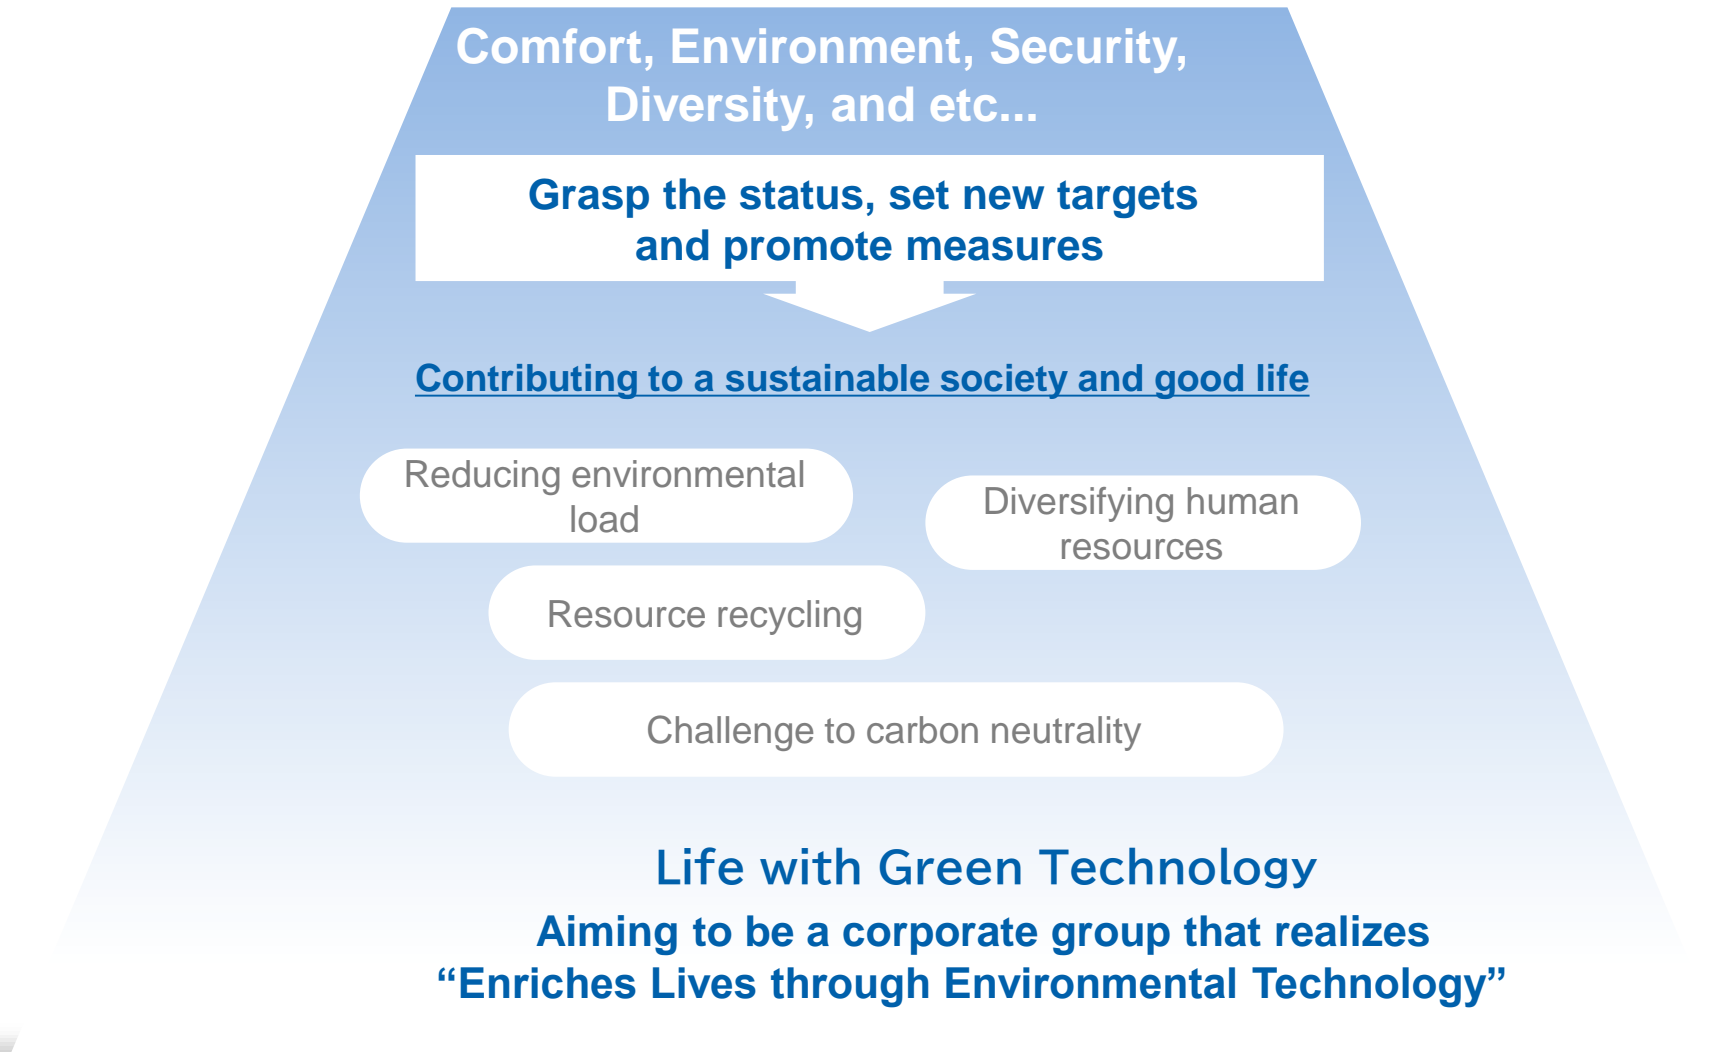 Comfort, Environment, Security,
Diversity, and etc...
Grasp the status, set new targets
and promote measures
Contributing to a sustainable society and good life
Reducing environmental
load
Diversifying human
resources
Resource recycling
Challenge to carbon neutrality
Life with Green Technology
Aiming to be a corporate group that realizes
“Enriches Lives through Environmental Technology”